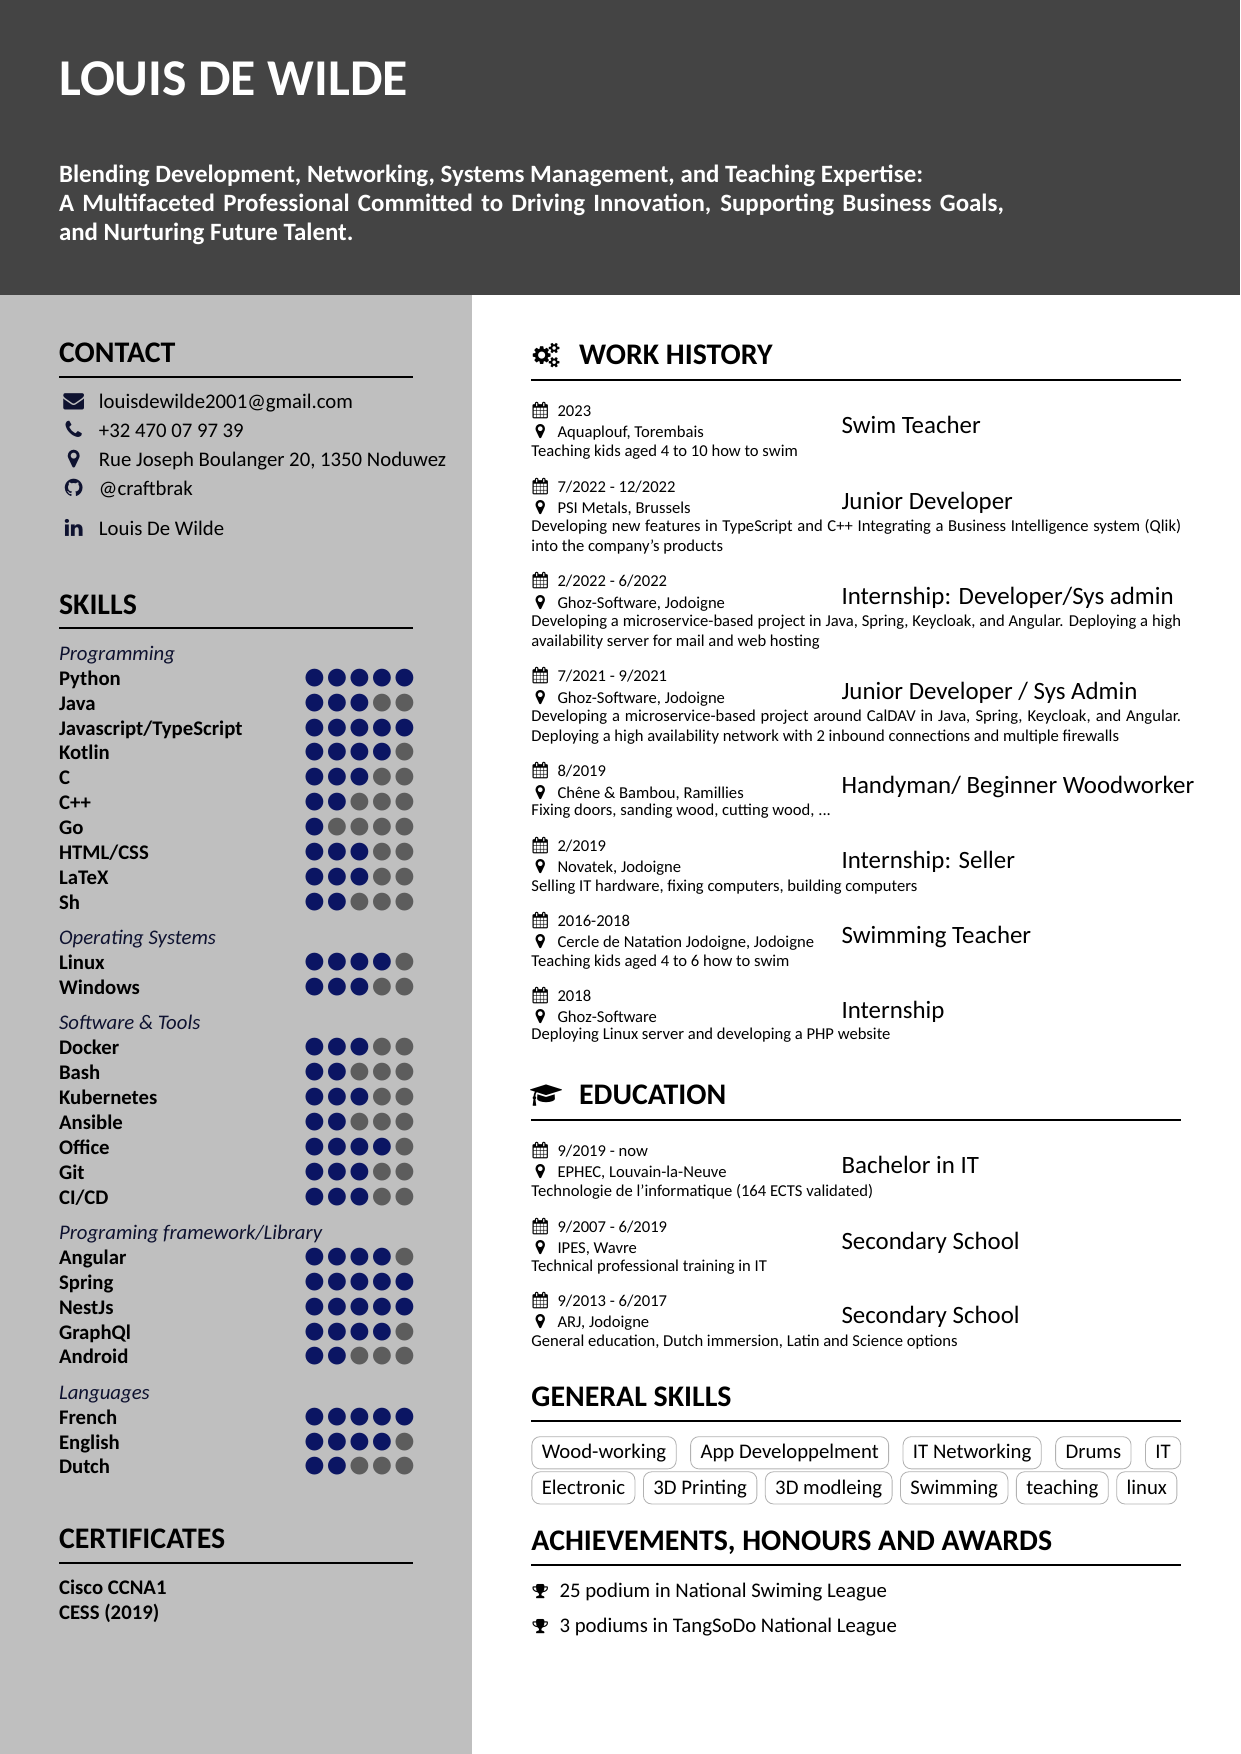 LOUIS DE WILDE
Blending Development, Networking, Systems Management, and Teaching Expertise:
A Multifaceted Professional Committed to Driving Innovation, Supporting Business Goals,
and Nurturing Future Talent.
CONTACT
louisdewilde2001@gmail.com
+32 470 07 97 39
Rue Joseph Boulanger 20, 1350 Noduwez
@craftbrak
Louis De Wilde
SKILLS
Programming
Python
Java
Javascript/TypeScript
Kotlin
C
C++
Go
HTML/CSS
LaTeX
Sh
Operating Systems
Linux
Windows
Software & Tools
Docker
Bash
Kubernetes
Ansible
Office
Git
CI/CD
Programing framework/Library
Angular
Spring
NestJs
GraphQl
Android
Languages
French
English
Dutch
CERTIFICATES
Cisco CCNA1
CESS (2019)
WORK HISTORY
2023
Swim Teacher
Aquaplouf, Torembais
Teaching kids aged 4 to 10 how to swim
7/2022 - 12/2022
Junior Developer
PSI Metals, Brussels
Developing new features in TypeScript and C++ Integrating a Business Intelligence system (Qlik)
into the company’s products
2/2022 - 6/2022
Internship: Developer/Sys admin
Ghoz-Software, Jodoigne
Developing a microservice-based project in Java, Spring, Keycloak, and Angular. Deploying a high
availability server for mail and web hosting
7/2021 - 9/2021
Junior Developer / Sys Admin
Ghoz-Software, Jodoigne
Developing a microservice-based project around CalDAV in Java, Spring, Keycloak, and Angular.
Deploying a high availability network with 2 inbound connections and multiple firewalls
8/2019
Handyman/ Beginner Woodworker
Chêne & Bambou, Ramillies
Fixing doors, sanding wood, cutting wood, ...
2/2019
Internship: Seller
Novatek, Jodoigne
Selling IT hardware, fixing computers, building computers
2016-2018
Swimming Teacher
Cercle de Natation Jodoigne, Jodoigne
Teaching kids aged 4 to 6 how to swim
2018
Internship
Ghoz-Software
Deploying Linux server and developing a PHP website
EDUCATION
9/2019 - now
Bachelor in IT
EPHEC, Louvain-la-Neuve
Technologie de l’informatique (164 ECTS validated)
9/2007 - 6/2019
Secondary School
IPES, Wavre
Technical professional training in IT
9/2013 - 6/2017
Secondary School
ARJ, Jodoigne
General education, Dutch immersion, Latin and Science options
GENERAL SKILLS
Wood-working App Developpelment IT Networking Drums IT
Electronic 3D Printing 3D modleing Swimming teaching linux
ACHIEVEMENTS, HONOURS AND AWARDS
25 podium in National Swiming League
3 podiums in TangSoDo National League